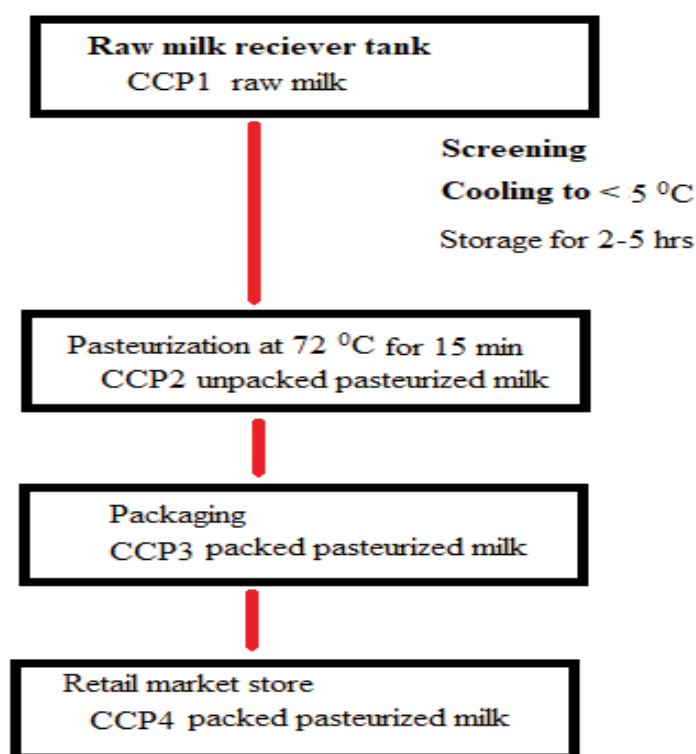 Raw milk reciever tank
CCP1 raw milk
Screening
Cooling to < 5 ⁰C
Storage for 2-5 hrs
Pasteurization at 72 ⁰C for 15 min
CCP2 unpacked pasteurized milk
Packaging
CCP3 packed pasteurized milk
Retail market store
CCP4 packed pasteurized milk